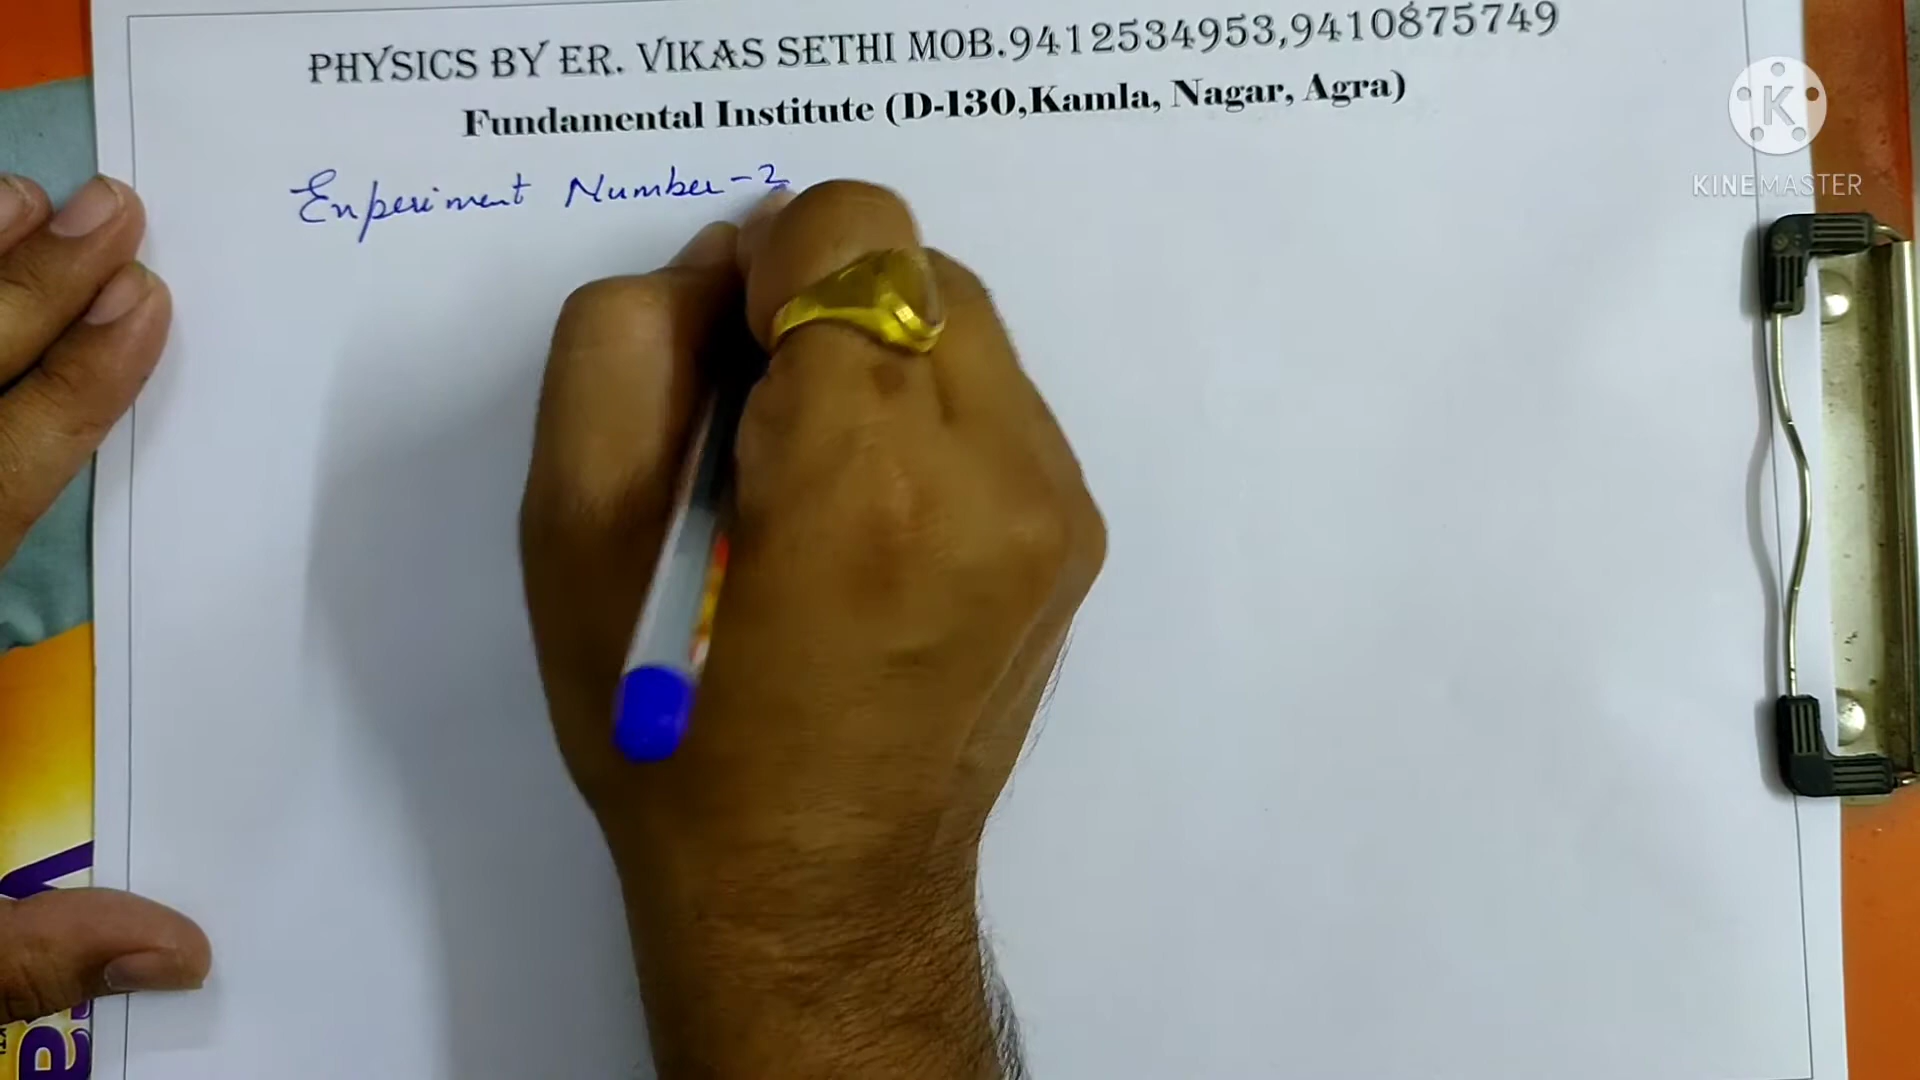 PHYSICS BY ER. VIKAS SETHI MOB.9412534953,9410875749
Fundamental Institute (D-130,Kamla, Nagar, Agra)
K
KINEMASTER
Experiment Number-2